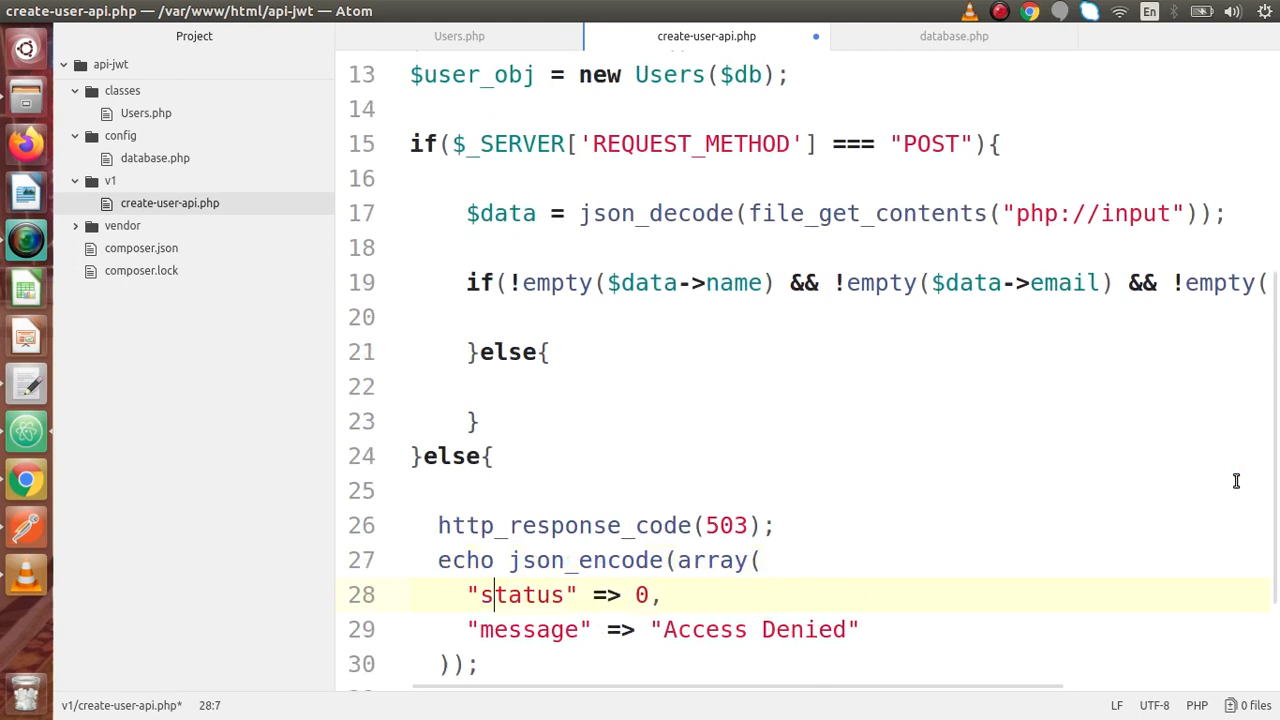 create-user-api.php — /var/www/html/api-jwt — Atom
En
Project
Users.php
create-user-api.php
database.php
api-jwt
classes
Users.php
config
database.php
v1
create-user-api.php
vendor
composer.json
composer.lock
13 $user_obj = new Users($db);
14
15 if($_SERVER['REQUEST_METHOD'] === "POST"){
16
17 $data = json_decode(file_get_contents("php://input"));
18
19 if(!empty($data->name) && !empty($data->email) && !empty(
20
21 }else{
22
23 }
24 }else{
25
26 http_response_code(503);
27 echo json_encode(array(
28 "status" => 0,
29 "message" => "Access Denied"
30 ));
v1/create-user-api.php* 28:7
LF UTF-8 PHP 0 files